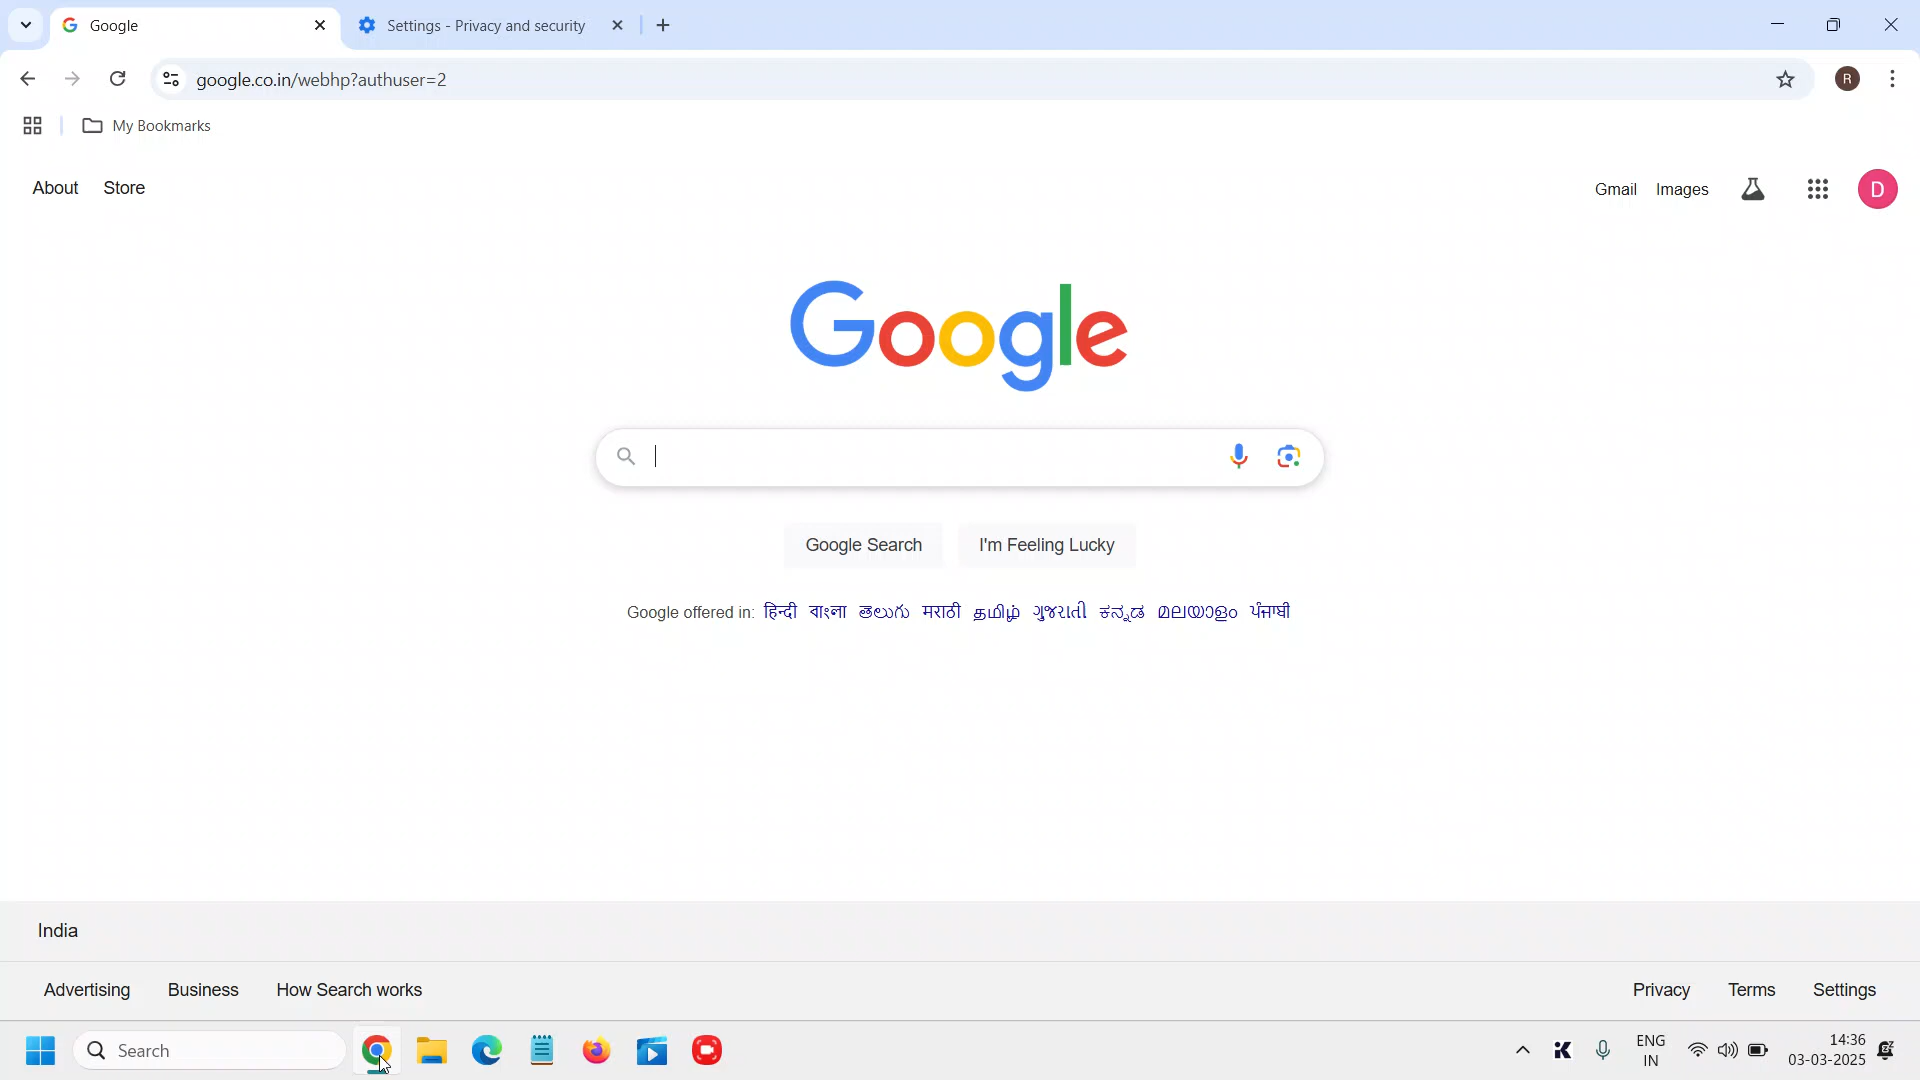 Google
Settings - Privacy and security
google.co.in/webhp?authuser=2
R
My Bookmarks
About Store
Gmail Images
D
Google
Google Search I'm Feeling Lucky
Google offered in: हिन्दी বাংলা తెలుగు मराठी தமிழ் ગુજરાતી ಕನ್ನಡ മലയാളം ਪੰਜਾਬੀ
India
Advertising Business How Search works
Privacy Terms Settings
Search
ENG
IN
14:36
03-03-2025